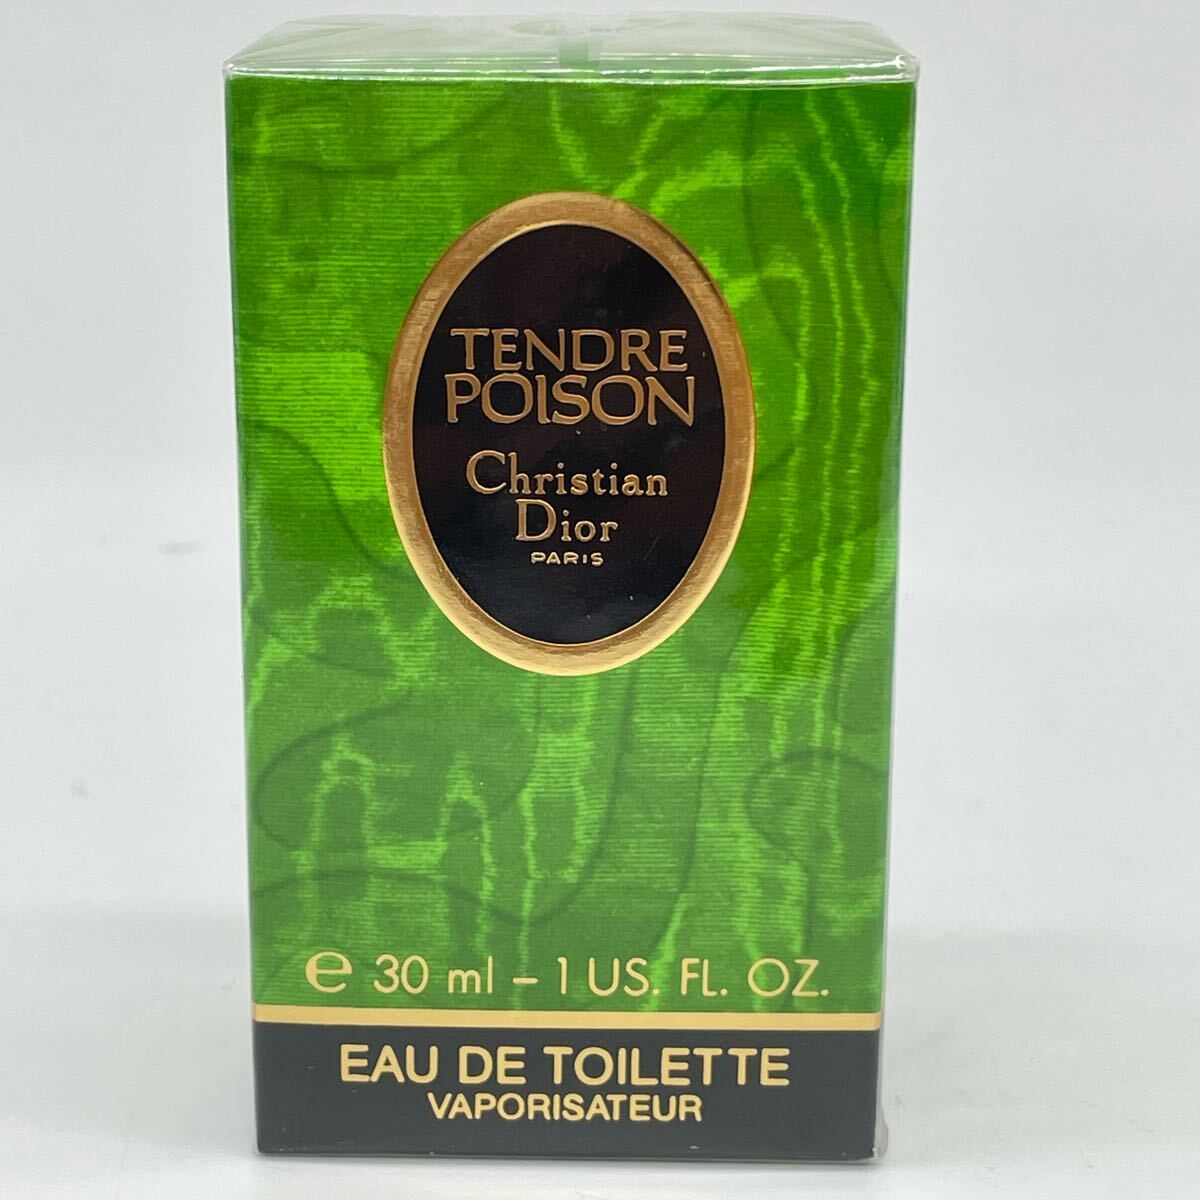 TENDRE
POISON
Christian
Dior
PARIS
e 30 ml – 1 US. FL. OZ.
EAU DE TOILETTE
VAPORISATEUR